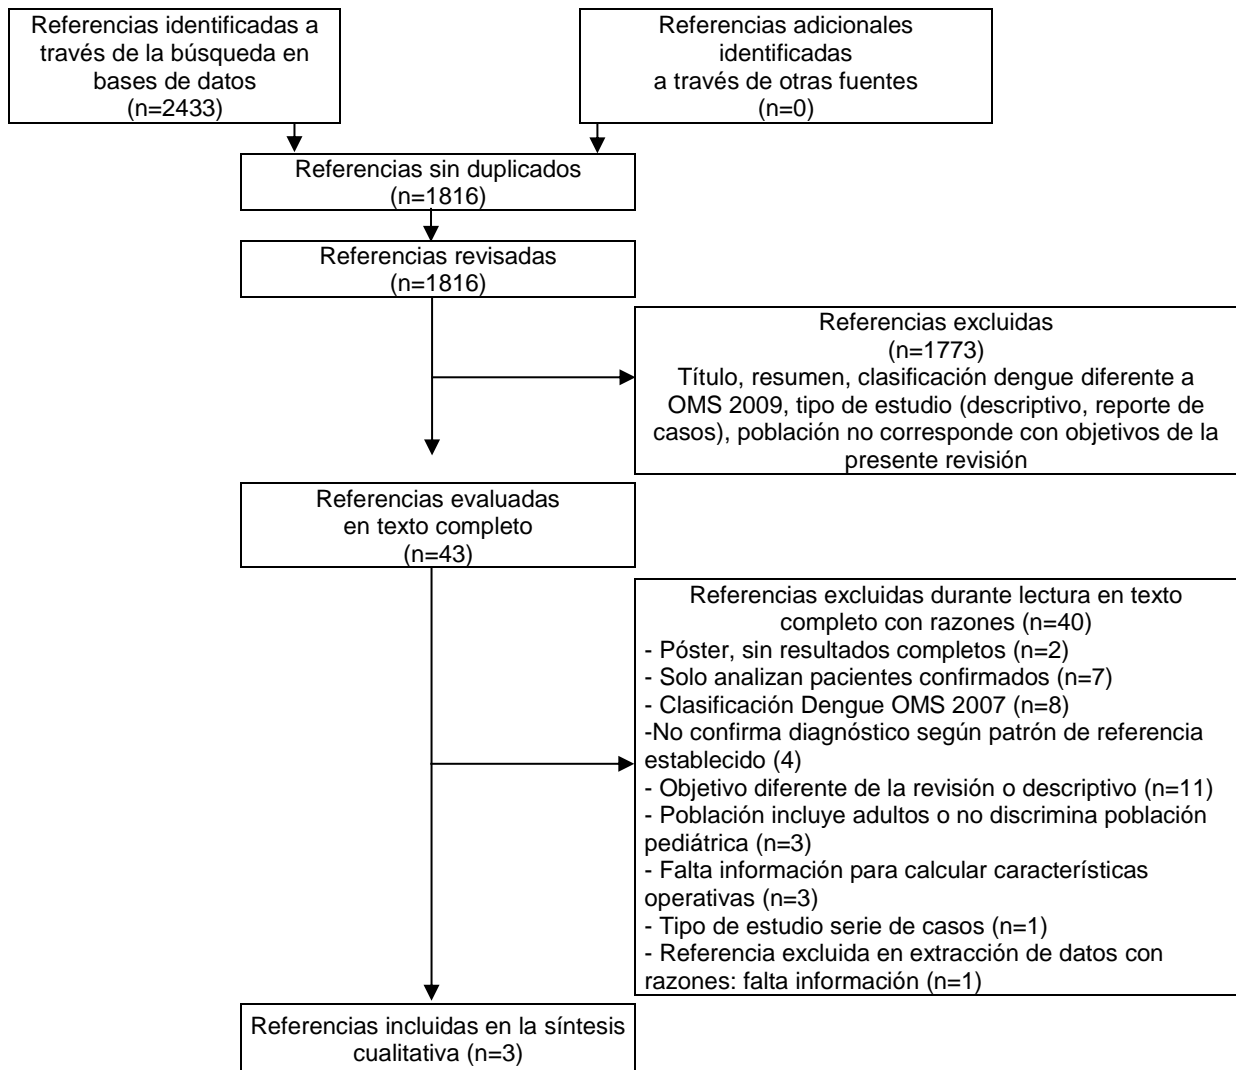 Referencias identificadas a
través de la búsqueda en
bases de datos
(n=2433)
Referencias adicionales
identificadas
a través de otras fuentes
(n=0)
Referencias sin duplicados
(n=1816)
Referencias revisadas
(n=1816)
Referencias excluidas
(n=1773)
Título, resumen, clasificación dengue diferente a
OMS 2009, tipo de estudio (descriptivo, reporte de
casos), población no corresponde con objetivos de la
presente revisión
Referencias evaluadas
en texto completo
(n=43)
Referencias excluidas durante lectura en texto
completo con razones (n=40)
- Póster, sin resultados completos (n=2)
- Solo analizan pacientes confirmados (n=7)
- Clasificación Dengue OMS 2007 (n=8)
-No confirma diagnóstico según patrón de referencia
establecido (4)
- Objetivo diferente de la revisión o descriptivo (n=11)
- Población incluye adultos o no discrimina población
pediátrica (n=3)
- Falta información para calcular características
operativas (n=3)
- Tipo de estudio serie de casos (n=1)
- Referencia excluida en extracción de datos con
razones: falta información (n=1)
Referencias incluidas en la síntesis
cualitativa (n=3)